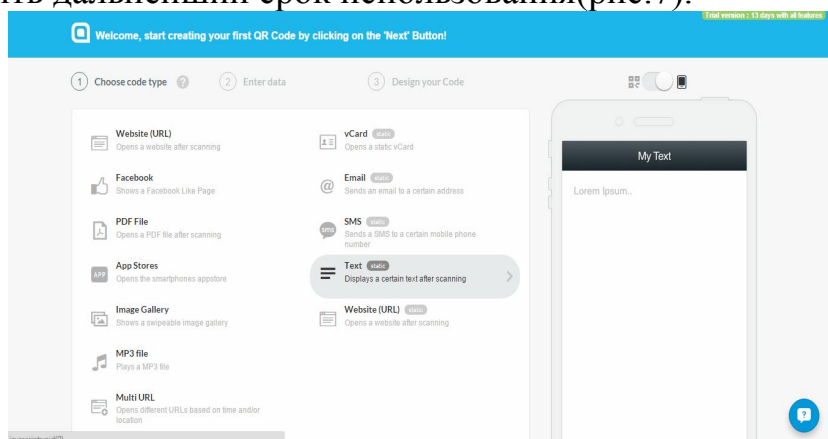 ть дальнейший срок использования(рис.7).
Trial version : 13 days with all features
Welcome, start creating your first QR Code by clicking on the 'Next' Button!
1 Choose code type ? 2 Enter data 3 Design your Code
Website (URL)
Opens a website after scanning
Facebook
Shows a Facebook Like Page
PDF File
Opens a PDF file after scanning
APP
App Stores
Opens the smartphones appstore
Image Gallery
Shows a swipeable image gallery
MP3 file
Plays a MP3 file
Multi URL
Opens different URLs based on time and/or
location
vCard static
Opens a static vCard
@
Email static
Sends an email to a certain address
sms
SMS static
Sends a SMS to a certain mobile phone
number
Text static
Displays a certain text after scanning
Website (URL) static
Opens a website after scanning
My Text
Lorem Ipsum..
?